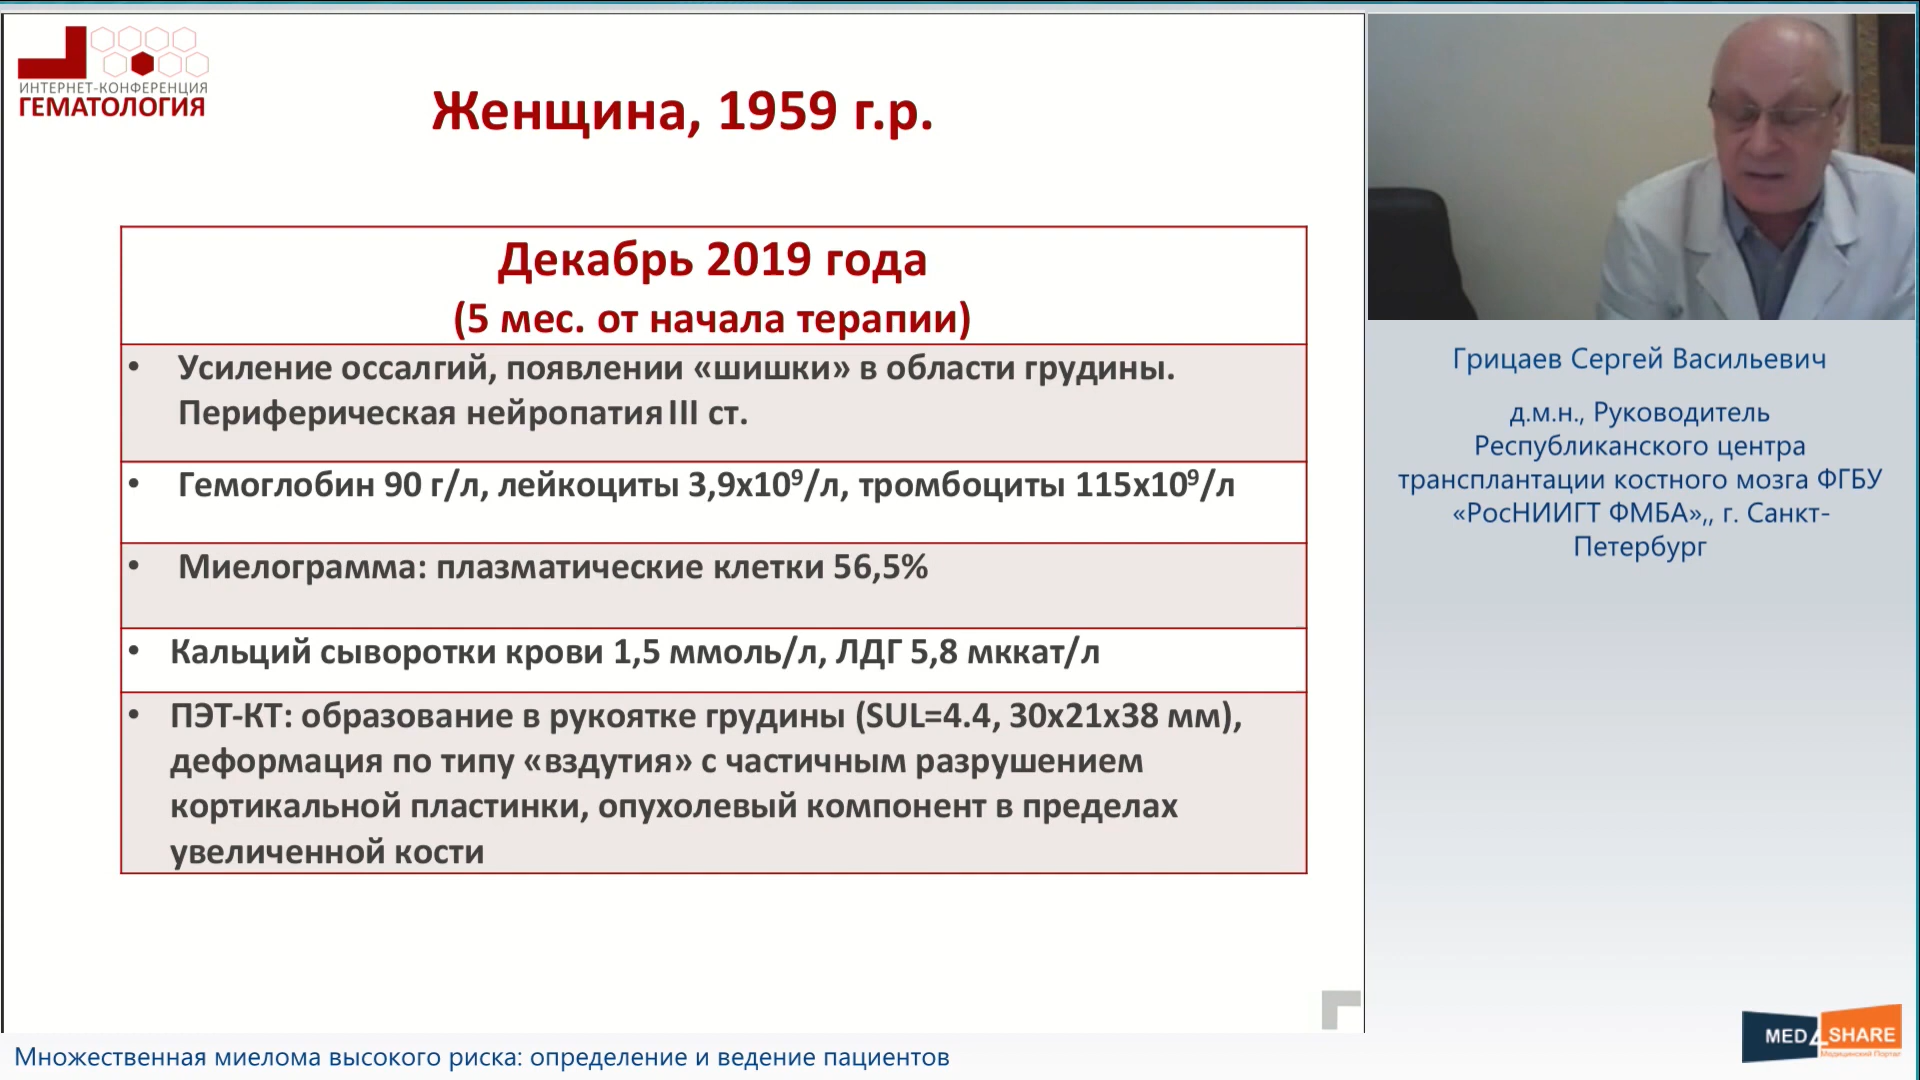 ИНТЕРНЕТ-КОНФЕРЕНЦИЯ
ГЕМАТОЛОГИЯ
Женщина, 1959 г.р.
Декабрь 2019 года
(5 мес. от начала терапии)
• Усиление оссалгий, появлении «шишки» в области грудины.
Периферическая нейропатия III ст.
• Гемоглобин 90 г/л, лейкоциты 3,9х10⁹/л, тромбоциты 115х10⁹/л
• Миелограмма: плазматические клетки 56,5%
• Кальций сыворотки крови 1,5 ммоль/л, ЛДГ 5,8 мккат/л
• ПЭТ-КТ: образование в рукоятке грудины (SUL=4.4, 30х21х38 мм),
деформация по типу «вздутия» с частичным разрушением
кортикальной пластинки, опухолевый компонент в пределах
увеличенной кости
Грицаев Сергей Васильевич
д.м.н., Руководитель
Республиканского центра
трансплантации костного мозга ФГБУ
«РосНИИГТ ФМБА»,, г. Санкт-
Петербург
MED4SHARE
Медицинский Портал
Множественная миелома высокого риска: определение и ведение пациентов